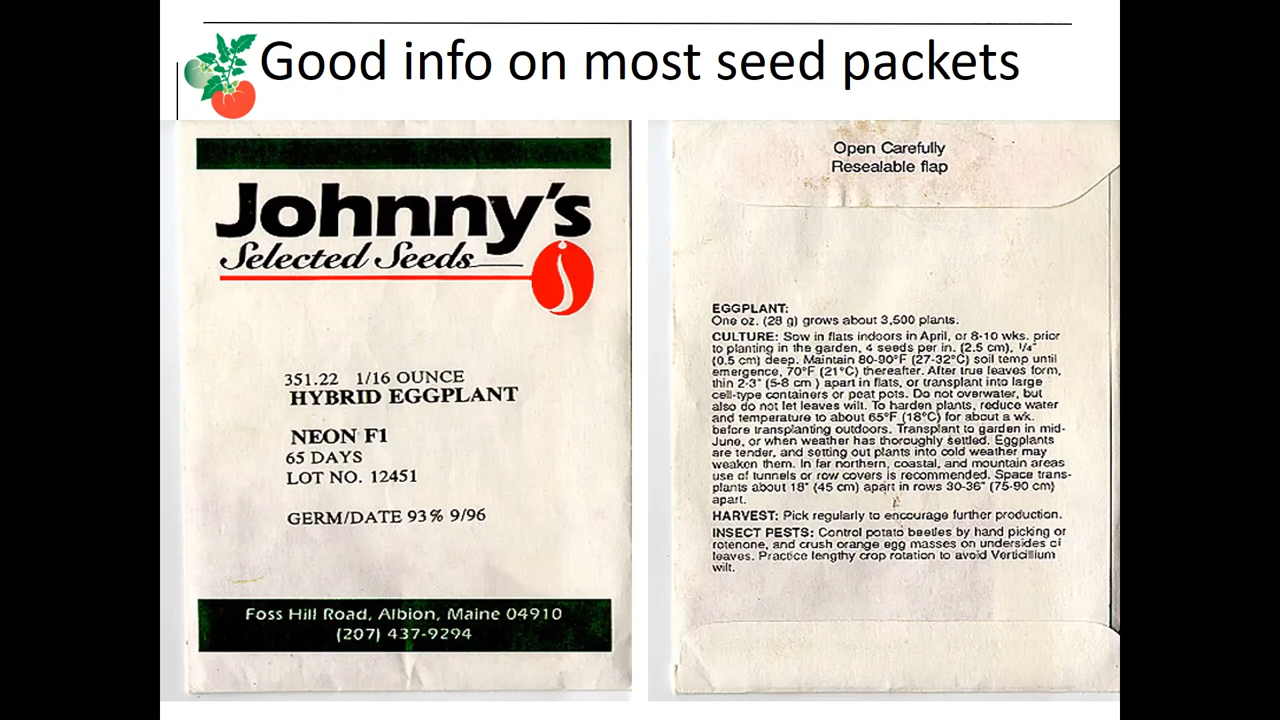 Good info on most seed packets
Johnny's
Selected Seeds
351.22 1/16 OUNCE
HYBRID EGGPLANT
NEON F1
65 DAYS
LOT NO. 12451
GERM/DATE 93% 9/96
Foss Hill Road, Albion, Maine 04910
(207) 437-9294
Open Carefully
Resealable flap
EGGPLANT:
One oz. (28 g) grows about 3,500 plants.
CULTURE: Sow in flats indoors in April, or 8-10 wks. prior
to planting in the garden, 4 seeds per in. (2.5 cm), 1/4"
(0.5 cm) deep. Maintain 80-90°F (27-32°C) soil temp until
emergence, 70°F (21°C) thereafter. After true leaves form,
thin 2-3" (5-8 cm ) apart in flats, or transplant into large
cell-type containers or peat pots. Do not overwater, but
also do not let leaves wilt. To harden plants, reduce water
and temperature to about 65°F (18°C) for about a wk.
before transplanting outdoors. Transplant to garden in mid-
June, or when weather has thoroughly settled. Eggplants
are tender, and setting out plants into cold weather may
weaken them. In far northern, coastal, and mountain areas
use of tunnels or row covers is recommended. Space trans-
plants about 18" (45 cm) apart in rows 30-36" (75-90 cm)
apart.
HARVEST: Pick regularly to encourage further production.
INSECT PESTS: Control potato beetles by hand picking or
rotenone, and crush orange egg masses on undersides of
leaves. Practice lengthy crop rotation to avoid Verticillium
wilt.